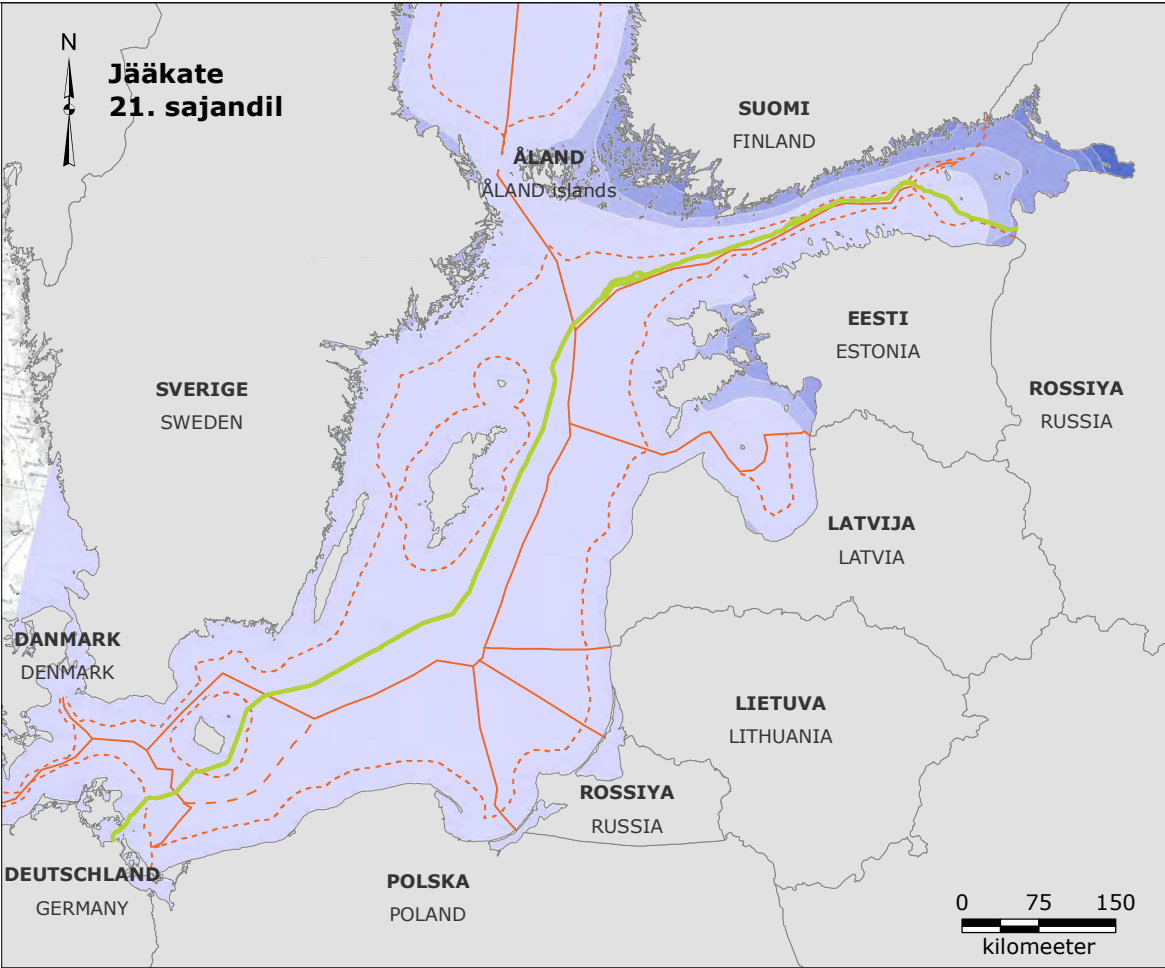 N
Jääkate
21. sajandil
SUOMI
FINLAND
ÅLAND
ÅLAND islands
EESTI
ESTONIA
SVERIGE
SWEDEN
ROSSIYA
RUSSIA
LATVIJA
LATVIA
DANMARK
DENMARK
LIETUVA
LITHUANIA
ROSSIYA
RUSSIA
DEUTSCHLAND
GERMANY
POLSKA
POLAND
0 75 150
kilomeeter